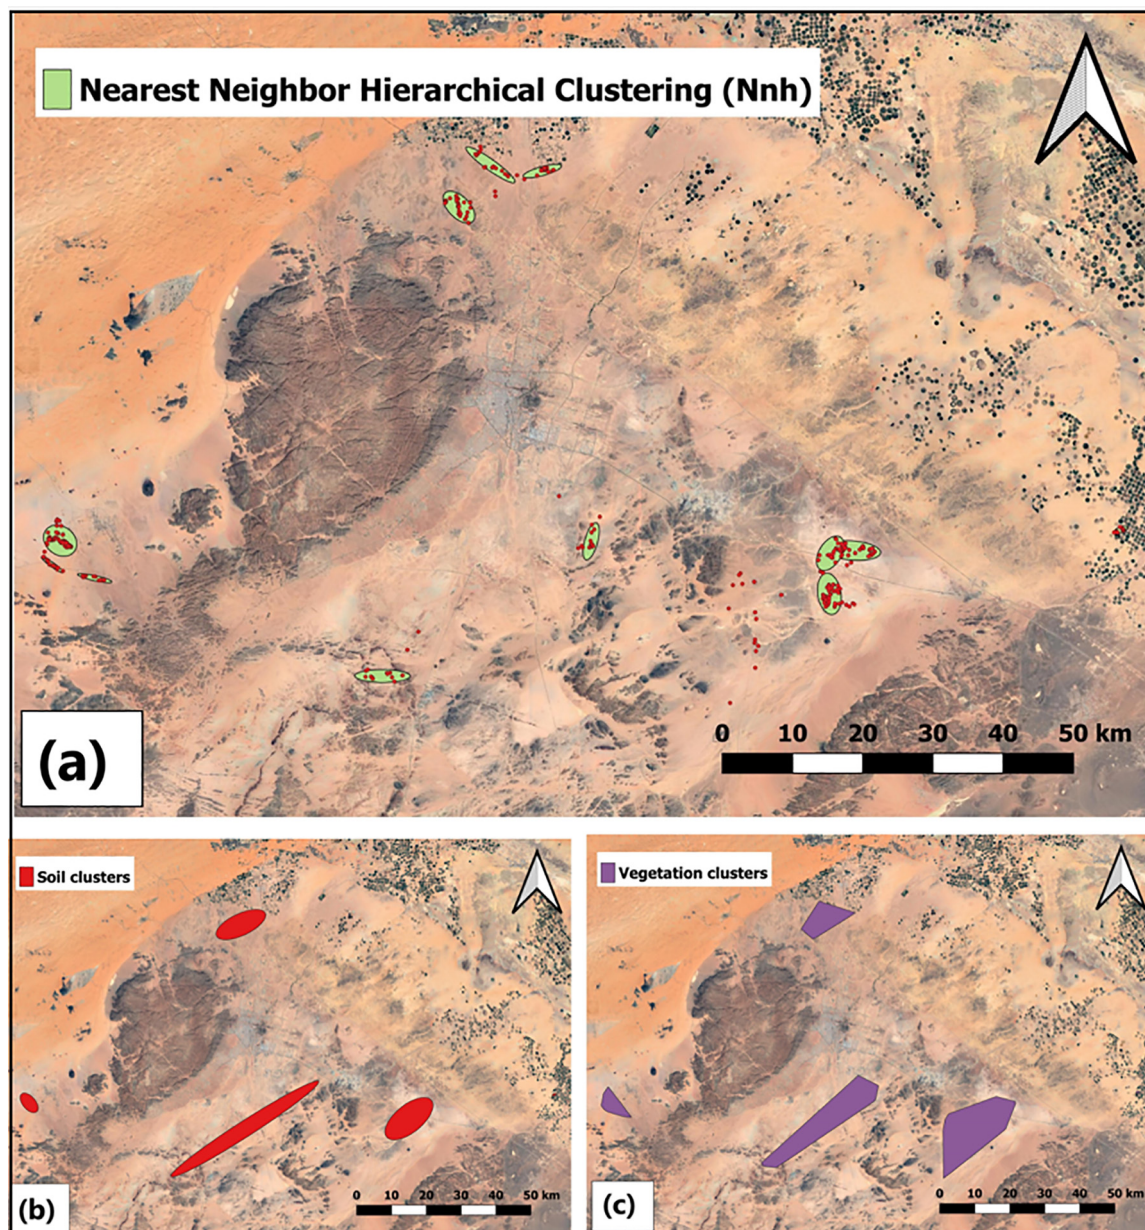 Nearest Neighbor Hierarchical Clustering (Nnh)
0 10 20 30 40 50 km
(a)
Soil clusters
0 10 20 30 40 50 km
(b)
Vegetation clusters
0 10 20 30 40 50 km
(c)